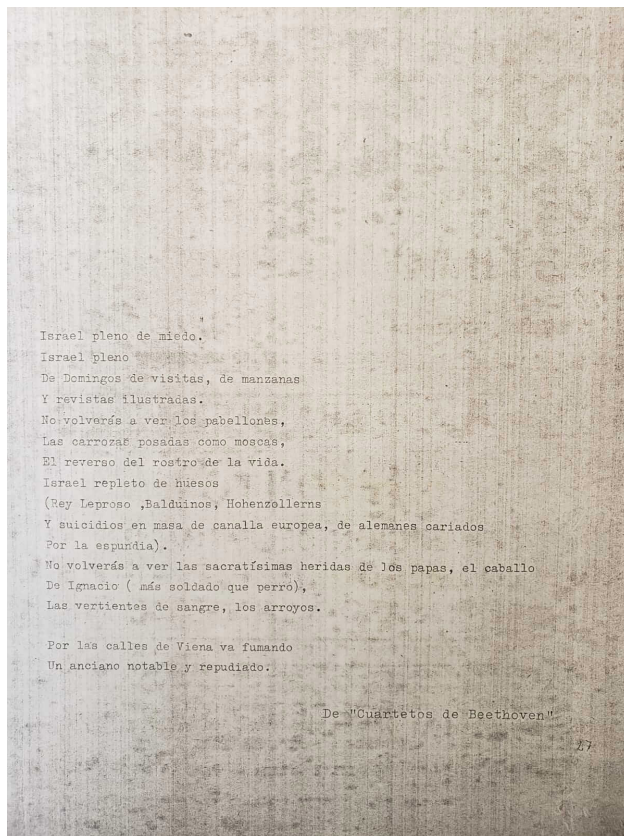 Israel pleno de miedo.
Israel pleno
De Domingos de visitas, de manzanas
Y revistas ilustradas.
No volverás a ver los pabellones,
Las carrozas posadas como moscas,
El reverso del rostro de la vida.
Israel repleto de huesos
(Rey Leproso ,Balduinos, Hohenzollerns
Y suicidios en masa de canalla europea, de alemanes cariados
Por la espundia).
No volverás a ver las sacratísimas heridas de los papas, el caballo
De Ignacio ( más soldado que perro),
Las vertientes de sangre, los arroyos.
Por las calles de Viena va fumando
Un anciano notable y repudiado.
De "Cuartetos de Beethoven"
27